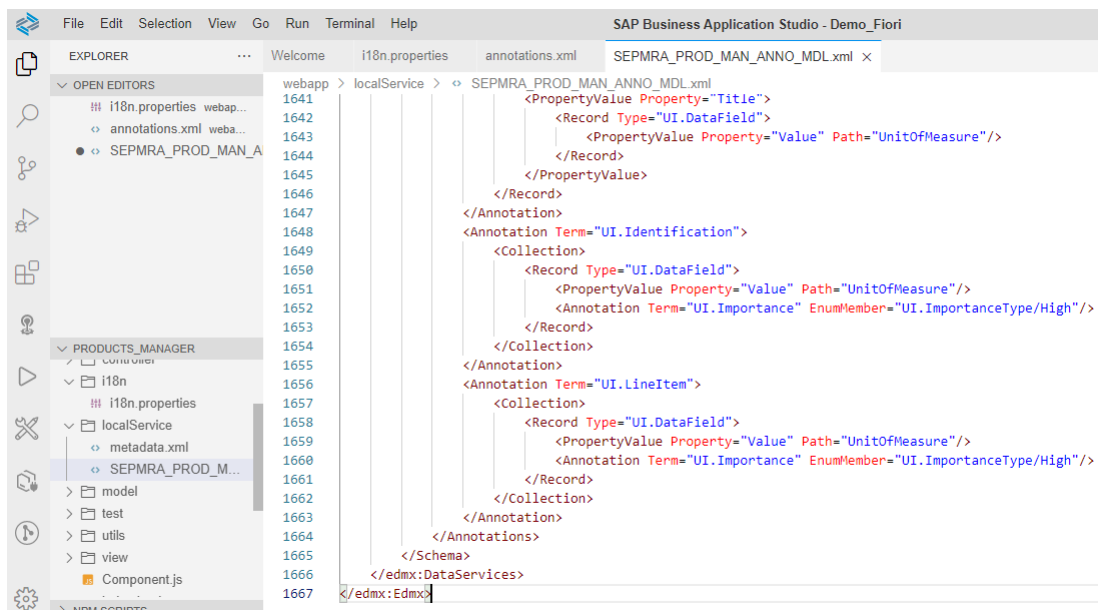 File Edit Selection View Go Run Terminal Help SAP Business Application Studio - Demo_Fiori
EXPLORER ...
Welcome i18n.properties annotations.xml SEPMRA_PROD_MAN_ANNO_MDL.xml ×
OPEN EDITORS
i18n.properties webap...
annotations.xml weba...
SEPMRA_PROD_MAN_A
PRODUCTS_MANAGER
controller
i18n
i18n.properties
localService
metadata.xml
SEPMRA_PROD_M...
model
test
utils
view
JS Component.js
NPM SCRIPTS
webapp > localService > SEPMRA_PROD_MAN_ANNO_MDL.xml
1641 <PropertyValue Property="Title">
1642 <Record Type="UI.DataField">
1643 <PropertyValue Property="Value" Path="UnitOfMeasure"/>
1644 </Record>
1645 </PropertyValue>
1646 </Record>
1647 </Annotation>
1648 <Annotation Term="UI.Identification">
1649 <Collection>
1650 <Record Type="UI.DataField">
1651 <PropertyValue Property="Value" Path="UnitOfMeasure"/>
1652 <Annotation Term="UI.Importance" EnumMember="UI.ImportanceType/High"/>
1653 </Record>
1654 </Collection>
1655 </Annotation>
1656 <Annotation Term="UI.LineItem">
1657 <Collection>
1658 <Record Type="UI.DataField">
1659 <PropertyValue Property="Value" Path="UnitOfMeasure"/>
1660 <Annotation Term="UI.Importance" EnumMember="UI.ImportanceType/High"/>
1661 </Record>
1662 </Collection>
1663 </Annotation>
1664 </Annotations>
1665 </Schema>
1666 </edmx:DataServices>
1667 </edmx:Edmx>